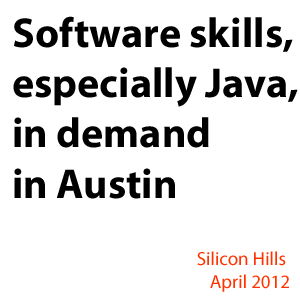 Software skills,
especially Java,
in demand
in Austin
Silicon Hills
April 2012